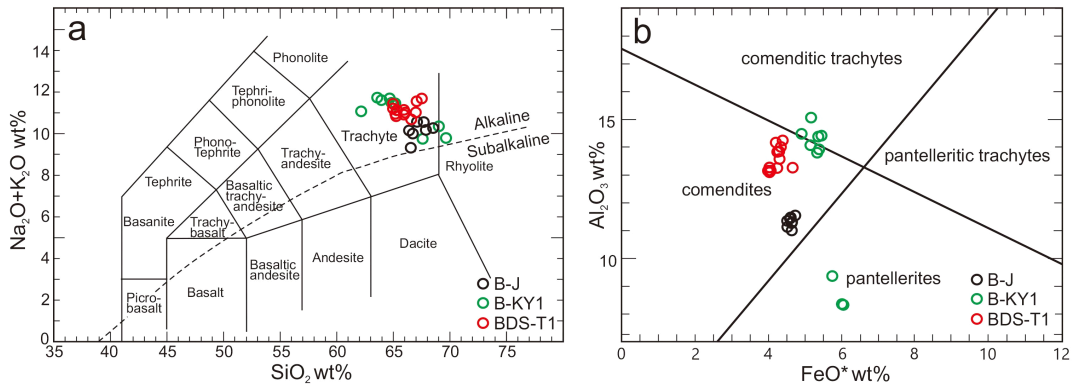 a
Na₂O+K₂O wt%
14
12
10
8
6
4
2
0
35
40
45
50
55
60
65
70
75
80
SiO₂ wt%
Phonolite
Tephri-
phonolite
Phono-
Tephrite
Tephrite
Basanite
Picro-
basalt
Basalt
Trachy-
basalt
Basaltic
trachy-
andesite
Trachy-
andesite
Trachyte
Alkaline
Subalkaline
Rhyolite
Basaltic
andesite
Andesite
Dacite
B-J
B-KY1
BDS-T1
b
Al₂O₃ wt%
15
10
0
2
4
6
8
10
12
FeO* wt%
comenditic trachytes
pantelleritic trachytes
comendites
pantellerites
B-J
B-KY1
BDS-T1